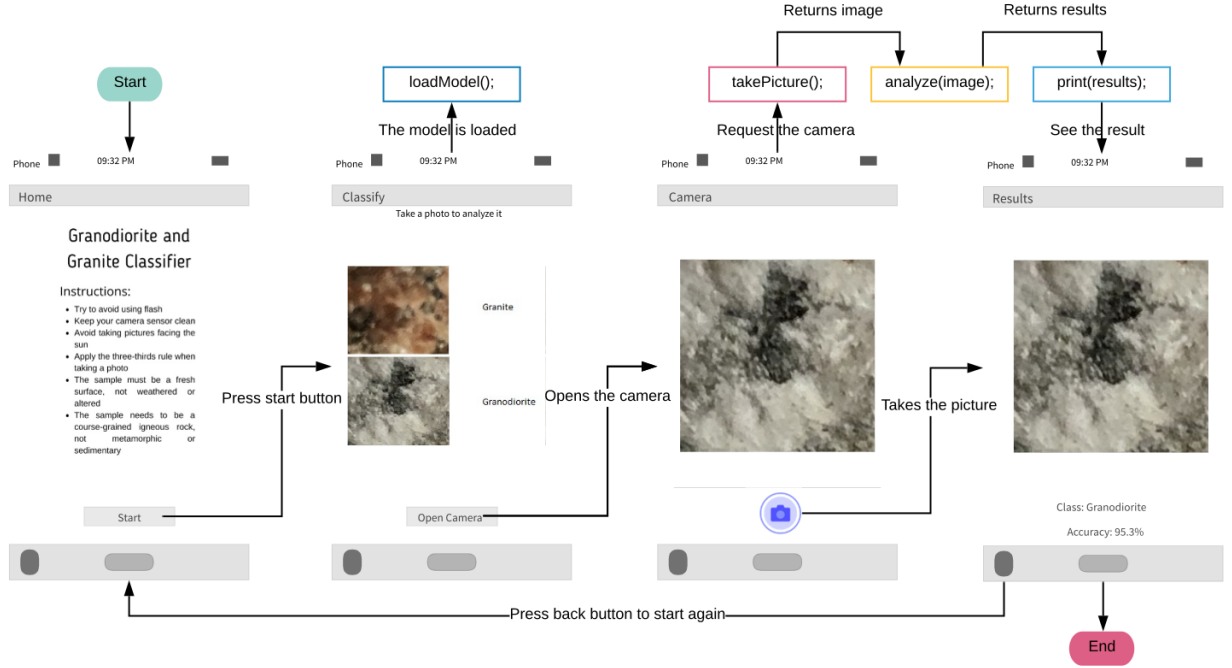 Returns image
Returns results
Start
loadModel();
takePicture();
analyze(image);
print(results);
The model is loaded
Request the camera
See the result
Phone
09:32 PM
Phone
09:32 PM
Phone
09:32 PM
Phone
09:32 PM
Home
Classify
Camera
Results
Take a photo to analyze it
Granodiorite and
Granite Classifier
Instructions:
• Try to avoid using flash
• Keep your camera sensor clean
• Avoid taking pictures facing the
sun
• Apply the three-thirds rule when
taking a photo
• The sample must be a fresh
surface, not weathered or
altered
• The sample needs to be a
course-grained igneous rock,
not metamorphic or
sedimentary
Start
Press start button
Granite
Granodiorite
Open Camera
Opens the camera
Takes the picture
Class: Granodiorite
Accuracy: 95.3%
Press back button to start again
End